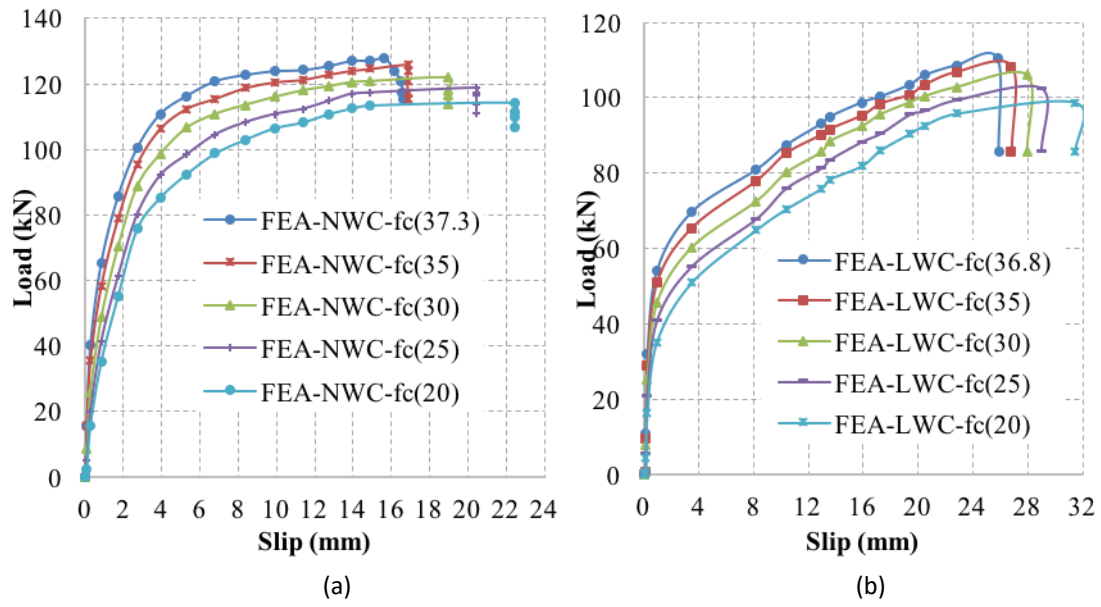 140
120
100
80
60
40
20
0
Load (kN)
FEA-NWC-fc(37.3)
FEA-NWC-fc(35)
FEA-NWC-fc(30)
FEA-NWC-fc(25)
FEA-NWC-fc(20)
0 2 4 6 8 10 12 14 16 18 20 22 24
Slip (mm)
(a)
120
100
80
60
40
20
0
Load (kN)
FEA-LWC-fc(36.8)
FEA-LWC-fc(35)
FEA-LWC-fc(30)
FEA-LWC-fc(25)
FEA-LWC-fc(20)
0 4 8 12 16 20 24 28 32
Slip (mm)
(b)